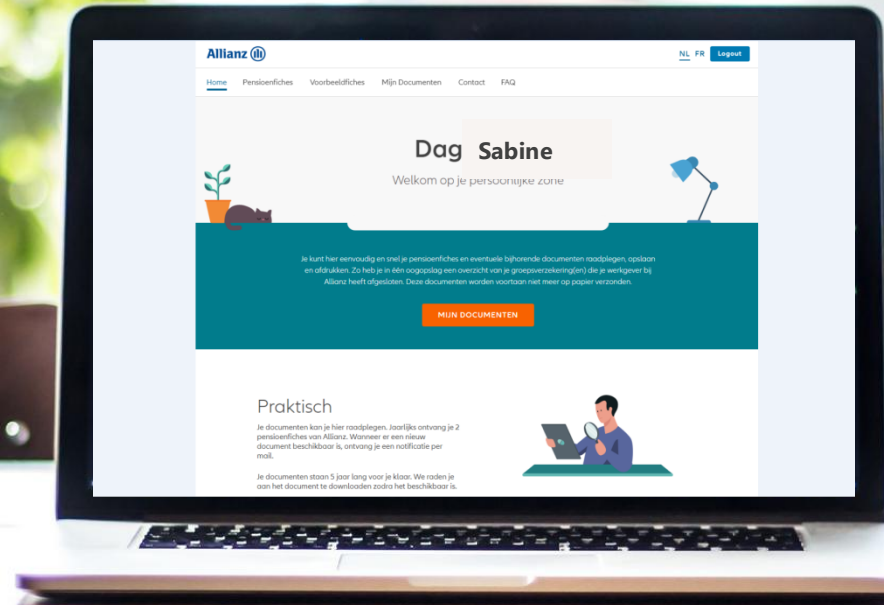 Allianz
NL FR Logout
Home Pensioenfiches Voorbeeldfiches Mijn Documenten Contact FAQ
Dag Sabine
Welkom op je persoonlijke zone
Je kunt hier eenvoudig en snel je pensioenfiches en eventuele bijhorende documenten raadplegen, opslaan
en afdrukken. Zo heb je in één oogopslag een overzicht van je groepsverzekering(en) die je werkgever bij
Allianz heeft afgesloten. Deze documenten worden voortaan niet meer op papier verzonden.
MIJN DOCUMENTEN
Praktisch
Je documenten kan je hier raadplegen. Jaarlijks ontvang je 2
pensioenfiches van Allianz. Wanneer er een nieuw
document beschikbaar is, ontvang je een notificatie per
mail.
Je documenten staan 5 jaar lang voor je klaar. We raden je
aan het document te downloaden zodra het beschikbaar is.